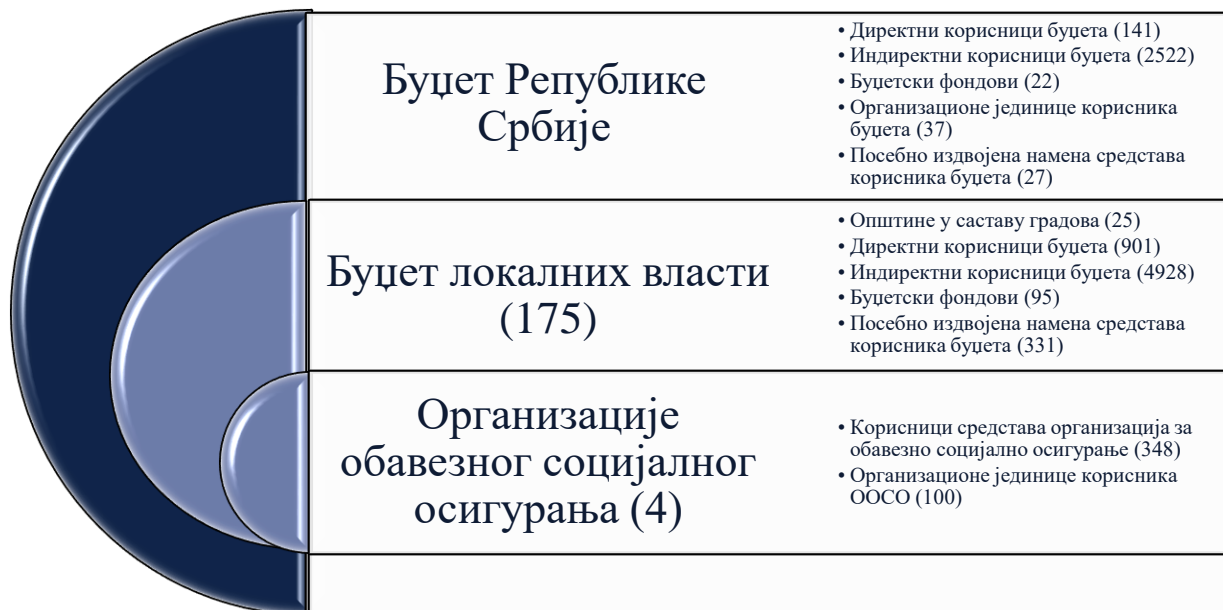 Буџет Републике
Србије
• Директни корисници буџета (141)
• Индиректни корисници буџета (2522)
• Буџетски фондови (22)
• Организационе јединице корисника
буџета (37)
• Посебно издвојена намена средстава
корисника буџета (27)
Буџет локалних власти
(175)
• Општине у саставу градова (25)
• Директни корисници буџета (901)
• Индиректни корисници буџета (4928)
• Буџетски фондови (95)
• Посебно издвојена намена средстава
корисника буџета (331)
Организације
обавезног социјалног
осигурања (4)
• Корисници средстава организација за
обавезно социјално осигурање (348)
• Организационе јединице корисника
ООСО (100)